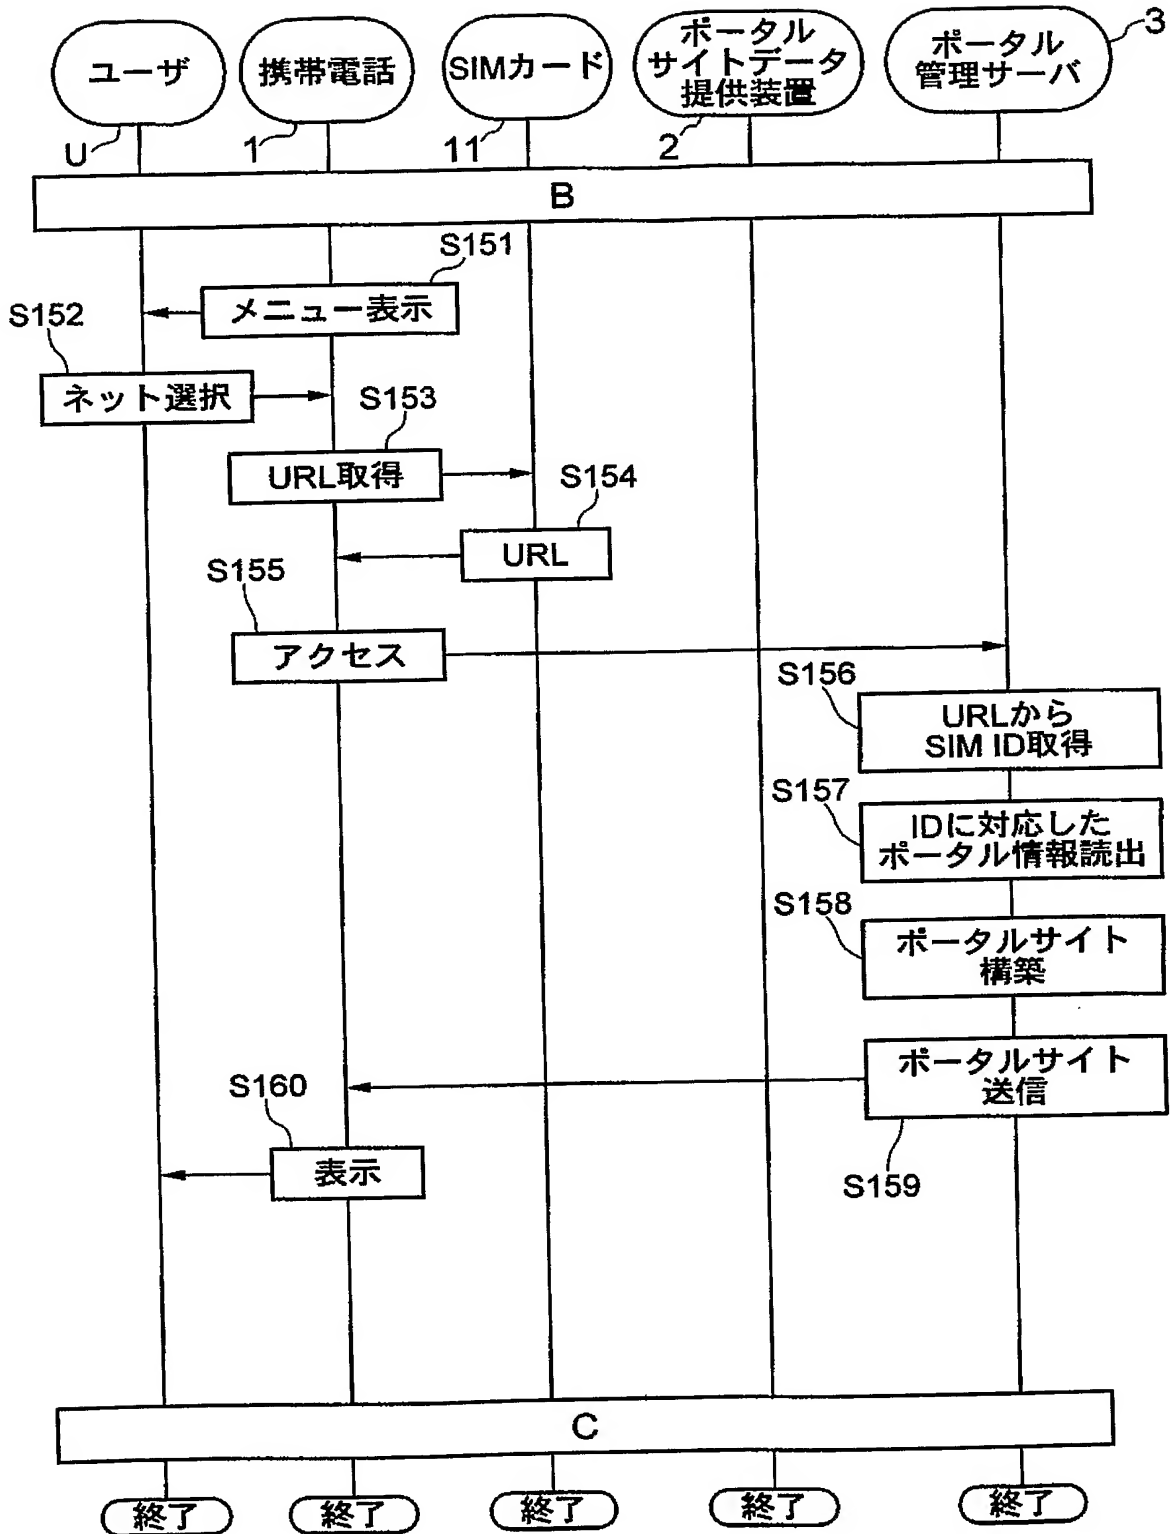 ユーザ
携帯電話
SIMカード
ポータル
サイトデータ
提供装置
ポータル
管理サーバ
3
U
1
11
2
B
S151
メニュー表示
S152
ネット選択
S153
URL取得
S154
URL
S155
アクセス
S156
URLから
SIM ID取得
S157
IDに対応した
ポータル情報読出
S158
ポータルサイト
構築
ポータルサイト
送信
S159
S160
表示
C
終了
終了
終了
終了
終了